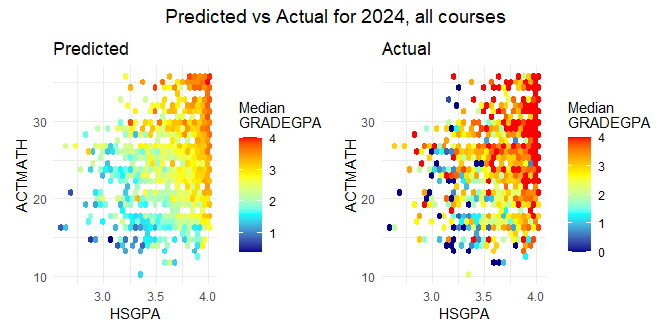 Predicted vs Actual for 2024, all courses
Predicted
ACTMATH
30
20
10
3.0
3.5
4.0
HSGPA
Median
GRADEGPA
4
3
2
1
Actual
ACTMATH
30
20
10
3.0
3.5
4.0
HSGPA
Median
GRADEGPA
4
3
2
1
0